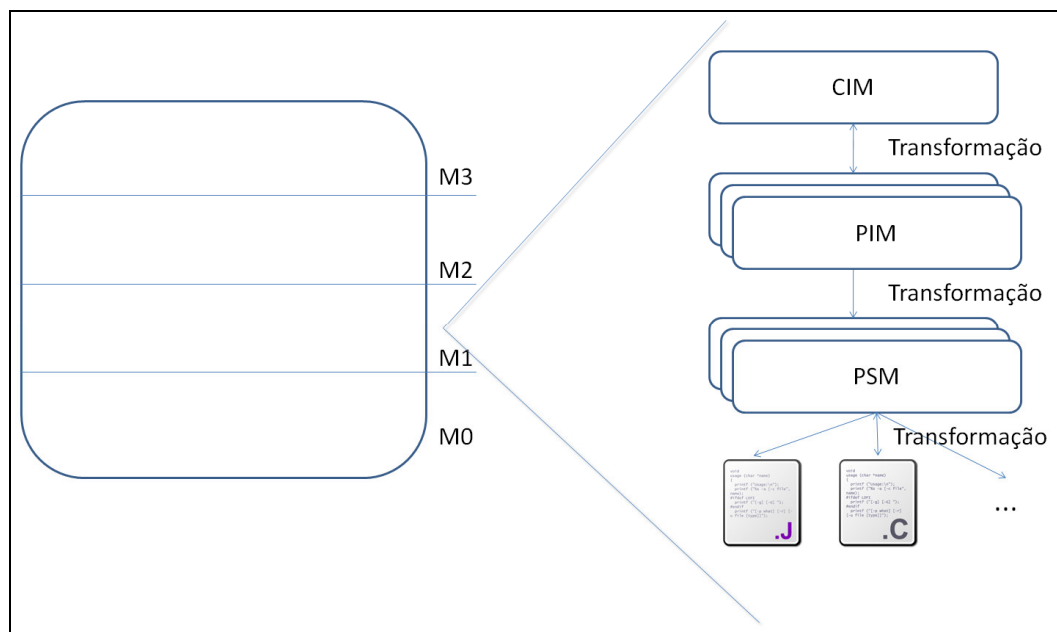 M3
M2
M1
M0
CIM
Transformação
PIM
Transformação
PSM
Transformação
.J
.C
...